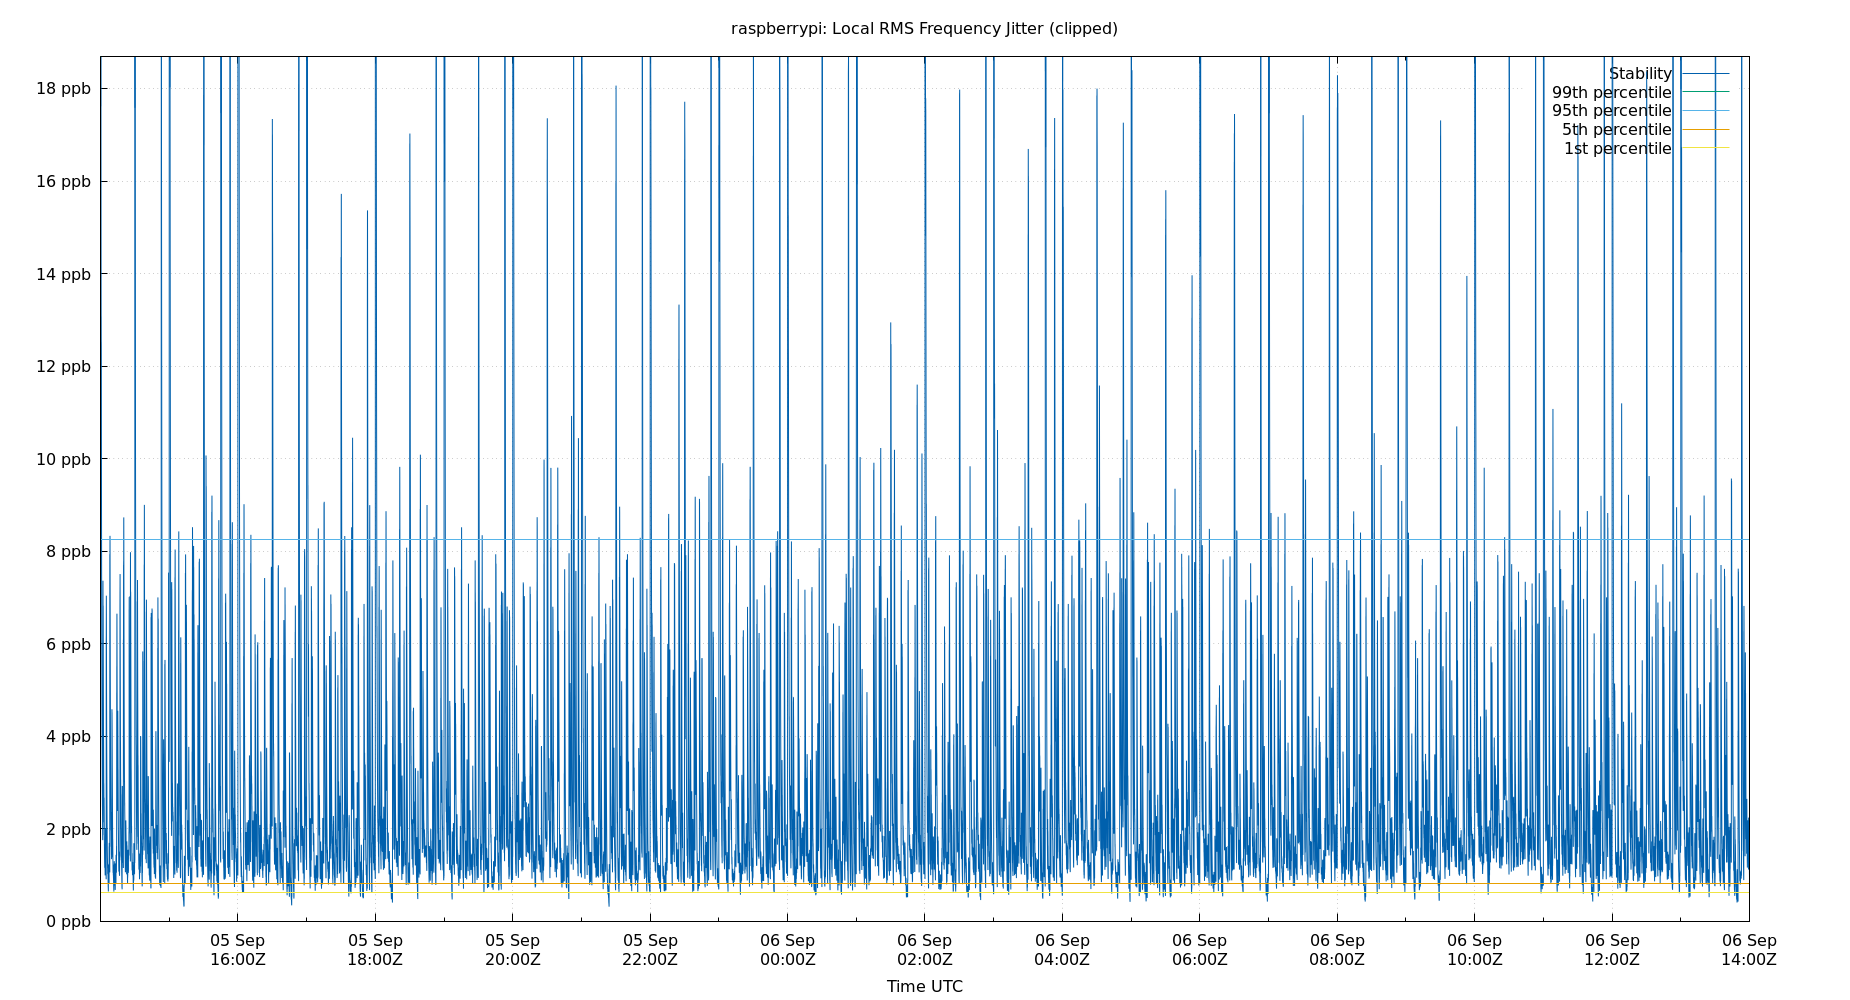 raspberrypi: Local RMS Frequency Jitter (clipped)
Stability
99th percentile
95th percentile
5th percentile
1st percentile
18 ppb
16 ppb
14 ppb
12 ppb
10 ppb
8 ppb
6 ppb
4 ppb
2 ppb
0 ppb
05 Sep 05 Sep 05 Sep 05 Sep 06 Sep 06 Sep 06 Sep 06 Sep 06 Sep 06 Sep 06 Sep 06 Sep
16:00Z 18:00Z 20:00Z 22:00Z 00:00Z 02:00Z 04:00Z 06:00Z 08:00Z 10:00Z 12:00Z 14:00Z
Time UTC